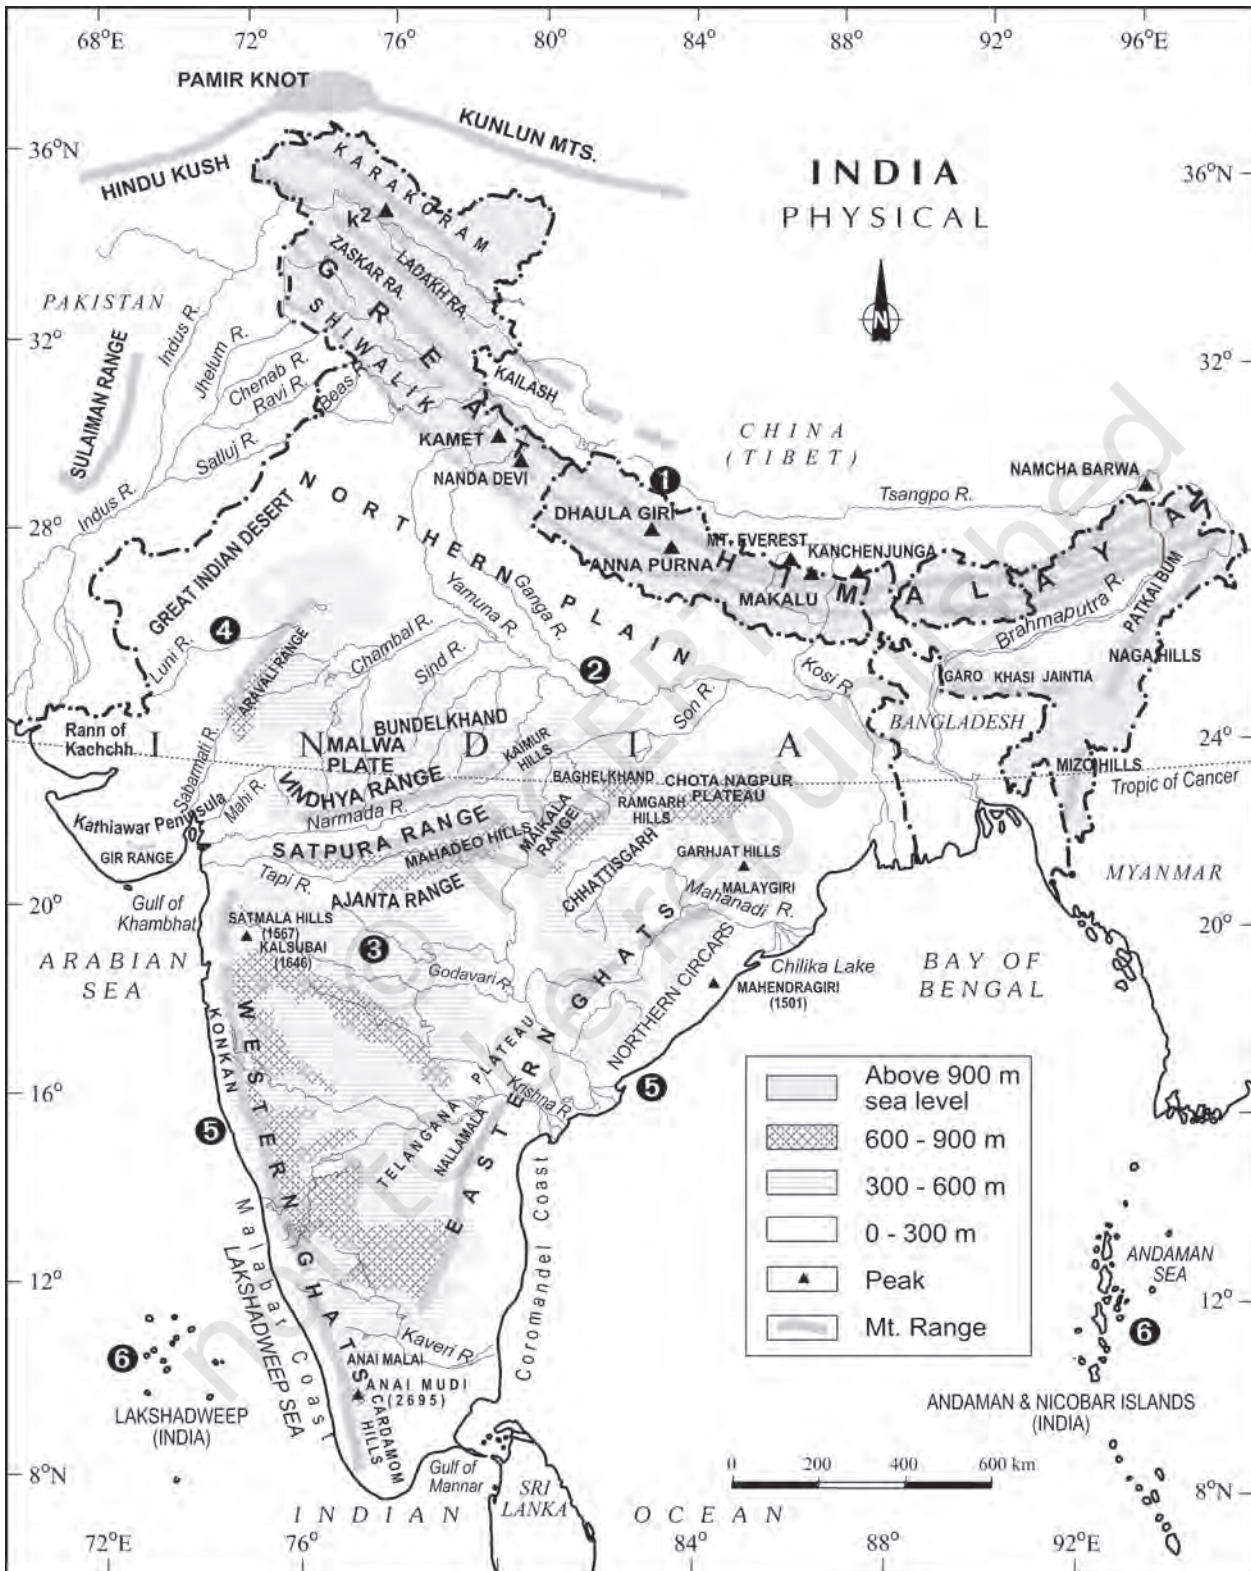 68°E 72° 76° 80° 84° 88° 92° 96°E
PAMIR KNOT
KUNLUN MTS.
HINDU KUSH
36°N
36°N
KARAKORAM
INDIA
PHYSICAL
k²
LADAKH RA.
ZASKAR RA.
GREAT HIMALAYA
SHIWALIK
N
PAKISTAN
Indus R.
32°
32°
Jhelum R.
Chenab R.
Ravi R.
Beas R.
SULAIMAN RANGE
KAILASH
Satluj R.
KAMET
NANDA DEVI
CHINA
(TIBET)
NAMCHA BARWA
1
Tsangpo R.
Indus R.
28°
28°
NORTHERN PLAIN
GREAT INDIAN DESERT
DHAULA GIRI
MT. EVEREST
KANCHENJUNGA
ANNA PURNA
MAKALU
Brahmaputra R.
PATKAI BUM
Ganga R.
Yamuna R.
4
Luni R.
ARAVALI RANGE
Chambal R.
Sind R.
2
Kosi R.
NAGA HILLS
GARO KHASI JAINTIA
Son R.
BANGLADESH
BUNDELKHAND
Rann of
Kachchh
INDIA
24°
MALWA
PLATE
KAIMUR
HILLS
MIZO HILLS
Tropic of Cancer
Sabarmati R.
Mahi R.
VINDHYA RANGE
BAGHELKHAND
CHOTA NAGPUR
PLATEAU
RAMGARH
HILLS
Narmada R.
Kathiawar Peninsula
GIR RANGE
SATPURA RANGE
MAHADEO HILLS
MAIKALA
RANGE
CHHATTISGARH
GARHJAT HILLS
MALAYGIRI
MYANMAR
Tapi R.
AJANTA RANGE
Mahanadi R.
20°
20°
Gulf of
Khambhat
SATMALA HILLS
(1567)
KALSUBAI
(1646)
3
ARABIAN
SEA
Godavari R.
Chilika Lake
MAHENDRAGIRI
(1501)
BAY OF
BENGAL
NORTHERN CIRCARS
EASTERN GHATS
WESTERN GHATS
KONKAN
TELANGANA PLATEAU
Krishna R.
NALLAMALA
16°
5
5
Above 900 m
sea level
600 - 900 m
300 - 600 m
0 - 300 m
Peak
Mt. Range
Malabar Coast
LAKSHADWEEP SEA
Coromandel Coast
ANDAMAN
SEA
12°
12°
6
6
Kaveri R.
ANAI MALAI
ANAI MUDI
(2695)
CARDAMOM
HILLS
LAKSHADWEEP
(INDIA)
ANDAMAN & NICOBAR ISLANDS
(INDIA)
8°N
8°N
Gulf of
Mannar
SRI
LANKA
0 200 400 600 km
INDIAN OCEAN
72°E 76° 80° 84° 88° 92°E
© NCERT
not to be republished